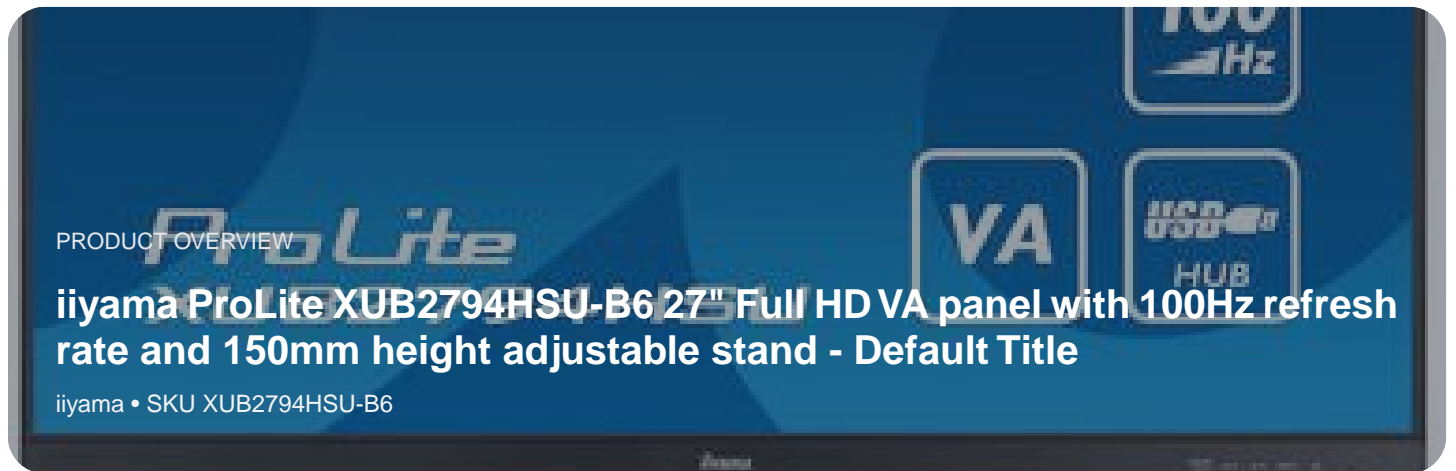 100
Hz
ProLite
VA
USB
HUB
PRODUCT OVERVIEW
iiyama ProLite XUB2794HSU-B6 27" Full HD VA panel with 100Hz refresh
rate and 150mm height adjustable stand - Default Title
iiyama • SKU XUB2794HSU-B6
iiyama